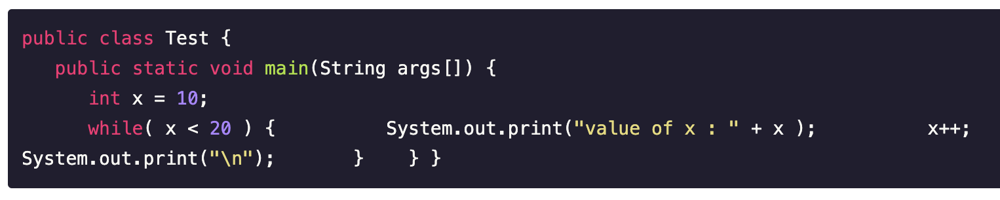 public class Test {
   public static void main(String args[]) {
      int x = 10;
      while( x < 20 ) {          System.out.print("value of x : " + x );          x++;
System.out.print("\n");       }    } }